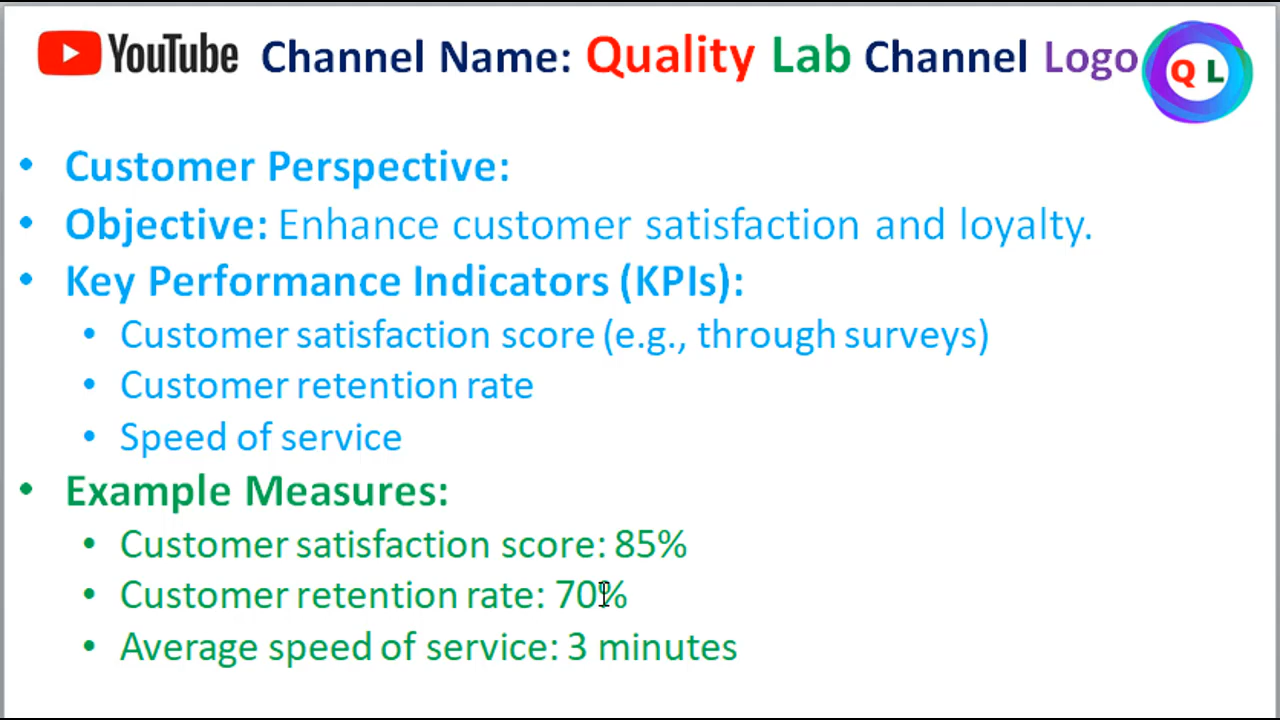 YouTube Channel Name: Quality Lab Channel Logo Q L
• Customer Perspective:
• Objective: Enhance customer satisfaction and loyalty.
• Key Performance Indicators (KPIs):
• Customer satisfaction score (e.g., through surveys)
• Customer retention rate
• Speed of service
• Example Measures:
• Customer satisfaction score: 85%
• Customer retention rate: 70%
• Average speed of service: 3 minutes